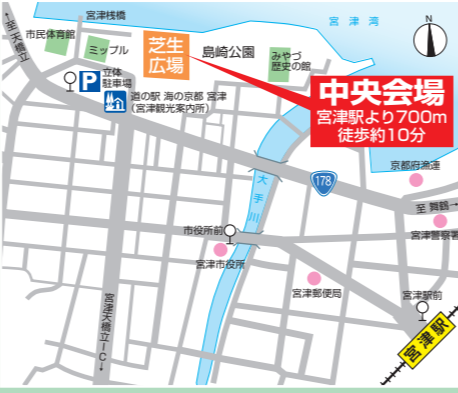 宮津桟橋
宮津湾
N
至天橋立
市民体育館
ミップル
芝生
広場
島崎公園
みやづ
歴史の館
P
立体
駐車場
道の駅 海の京都 宮津
(宮津観光案内所)
中央会場
宮津駅より700m
徒歩約10分
京都府漁連
178
大手川
至 舞鶴→
宮津警察署
市役所前
宮津市役所
宮津郵便局
宮津駅前
宮津天橋立IC→
宮津駅